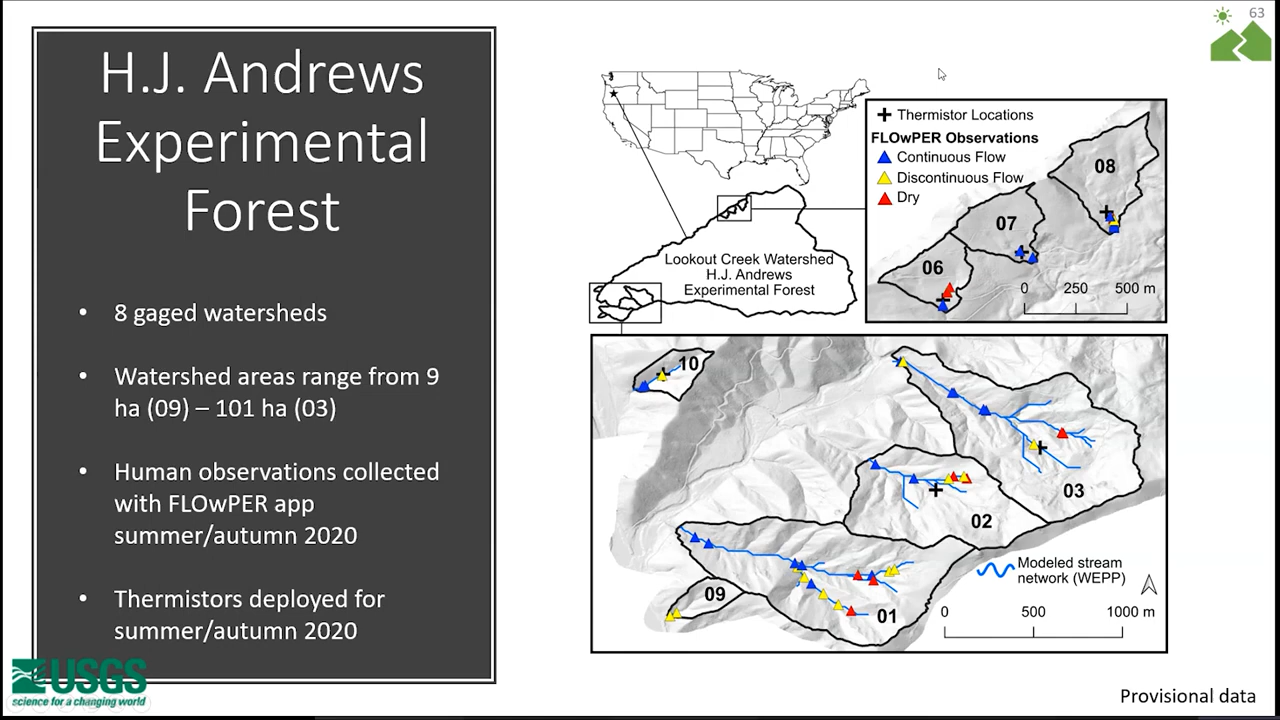 63
H.J. Andrews
Experimental
Forest
• 8 gaged watersheds
• Watershed areas range from 9
ha (09) – 101 ha (03)
• Human observations collected
with FLOwPER app
summer/autumn 2020
• Thermistors deployed for
summer/autumn 2020
USGS
science for a changing world
Thermistor Locations
FLOwPER Observations
Continuous Flow
Discontinuous Flow
Dry
08
07
06
0 250 500 m
Lookout Creek Watershed
H.J. Andrews
Experimental Forest
10
03
02
Modeled stream
network (WEPP)
09
01
0 500 1000 m
Provisional data